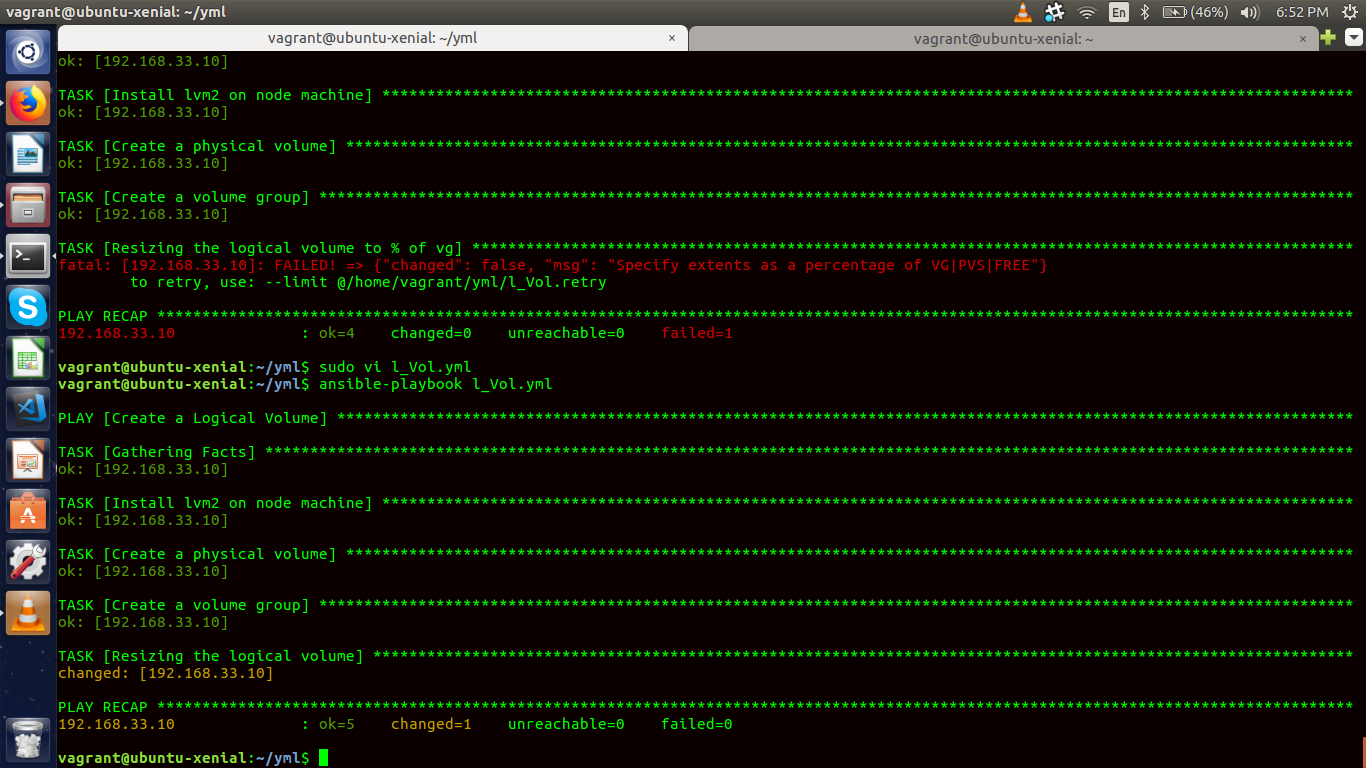 vagrant@ubuntu-xenial: ~/yml
En
(46%)
6:52 PM
vagrant@ubuntu-xenial: ~/yml ×
vagrant@ubuntu-xenial: ~ ×
ok: [192.168.33.10]
TASK [Install lvm2 on node machine] ************************************************************************************************************
ok: [192.168.33.10]
TASK [Create a physical volume] ****************************************************************************************************************
ok: [192.168.33.10]
TASK [Create a volume group] *******************************************************************************************************************
ok: [192.168.33.10]
TASK [Resizing the logical volume to % of vg] **************************************************************************************************
fatal: [192.168.33.10]: FAILED! => {"changed": false, "msg": "Specify extents as a percentage of VG|PVS|FREE"}
        to retry, use: --limit @/home/vagrant/yml/l_Vol.retry
PLAY RECAP *************************************************************************************************************************************
192.168.33.10              : ok=4    changed=0    unreachable=0    failed=1
vagrant@ubuntu-xenial:~/yml$ sudo vi l_Vol.yml
vagrant@ubuntu-xenial:~/yml$ ansible-playbook l_Vol.yml
PLAY [Create a Logical Volume] *****************************************************************************************************************
TASK [Gathering Facts] *************************************************************************************************************************
ok: [192.168.33.10]
TASK [Install lvm2 on node machine] ************************************************************************************************************
ok: [192.168.33.10]
TASK [Create a physical volume] ****************************************************************************************************************
ok: [192.168.33.10]
TASK [Create a volume group] *******************************************************************************************************************
ok: [192.168.33.10]
TASK [Resizing the logical volume] *************************************************************************************************************
changed: [192.168.33.10]
PLAY RECAP *************************************************************************************************************************************
192.168.33.10              : ok=5    changed=1    unreachable=0    failed=0
vagrant@ubuntu-xenial:~/yml$